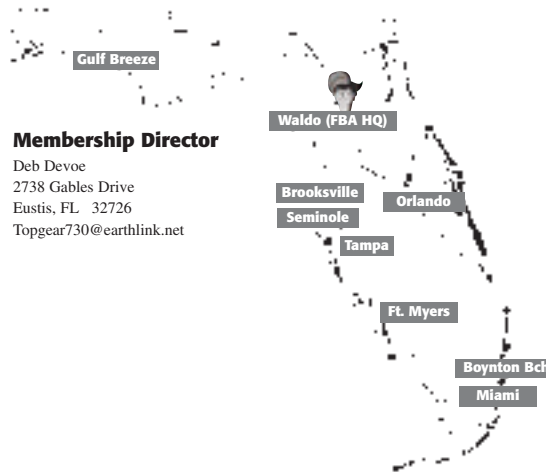 Gulf Breeze
Waldo (FBA HQ)
Membership Director
Deb Devoe
2738 Gables Drive
Eustis, FL 32726
Topgear730@earthlink.net
Brooksville
Orlando
Seminole
Tampa
Ft. Myers
Boynton Bch
Miami